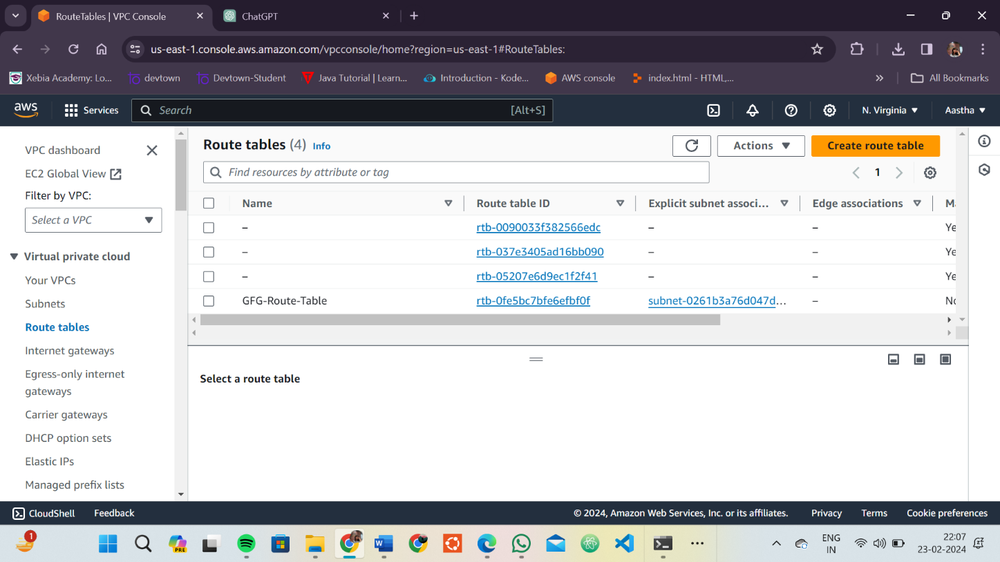 RouteTables | VPC Console
ChatGPT
us-east-1.console.aws.amazon.com/vpcconsole/home?region=us-east-1#RouteTables:
Xebia Academy: Lo...
devtown
Devtown-Student
Java Tutorial | Learn...
Introduction - Kode...
AWS console
index.html - HTML,...
» All Bookmarks
aws Services Search [Alt+S] N. Virginia ▼ Aastha ▼
VPC dashboard
EC2 Global View
Filter by VPC:
Select a VPC
Virtual private cloud
Your VPCs
Subnets
Route tables
Internet gateways
Egress-only internet
gateways
Carrier gateways
DHCP option sets
Elastic IPs
Managed prefix lists
Route tables (4) Info
Actions ▼
Create route table
Find resources by attribute or tag
1
Name Route table ID Explicit subnet associ... Edge associations M
– rtb-0090033f382566edc – – Ye
– rtb-037e3405ad16bb090 – – Ye
– rtb-05207e6d9ec1f2f41 – – Ye
GFG-Route-Table rtb-0fe5bc7bfe6efbf0f subnet-0261b3a76d047d... – No
Select a route table
CloudShell Feedback © 2024, Amazon Web Services, Inc. or its affiliates. Privacy Terms Cookie preferences
1
PRE
ENG
IN
22:07
23-02-2024